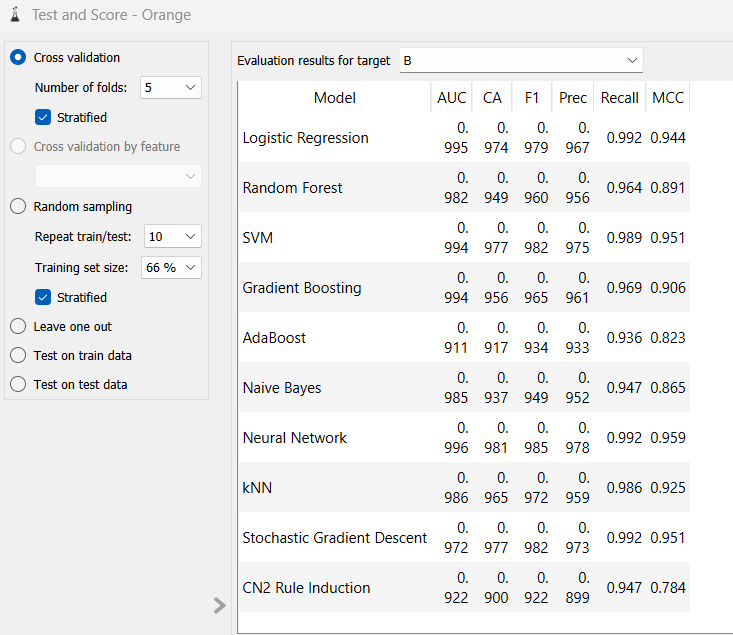 Test and Score - Orange
Cross validation
Number of folds: 5
Stratified
Cross validation by feature
Random sampling
Repeat train/test: 10
Training set size: 66 %
Stratified
Leave one out
Test on train data
Test on test data
Evaluation results for target B
Model AUC CA F1 Prec Recall MCC
Logistic Regression 0.995 0.974 0.979 0.967 0.992 0.944
Random Forest 0.982 0.949 0.960 0.956 0.964 0.891
SVM 0.994 0.977 0.982 0.975 0.989 0.951
Gradient Boosting 0.994 0.956 0.965 0.961 0.969 0.906
AdaBoost 0.911 0.917 0.934 0.933 0.936 0.823
Naive Bayes 0.985 0.937 0.949 0.952 0.947 0.865
Neural Network 0.996 0.981 0.985 0.978 0.992 0.959
kNN 0.986 0.965 0.972 0.959 0.986 0.925
Stochastic Gradient Descent 0.972 0.977 0.982 0.973 0.992 0.951
CN2 Rule Induction 0.922 0.900 0.922 0.899 0.947 0.784